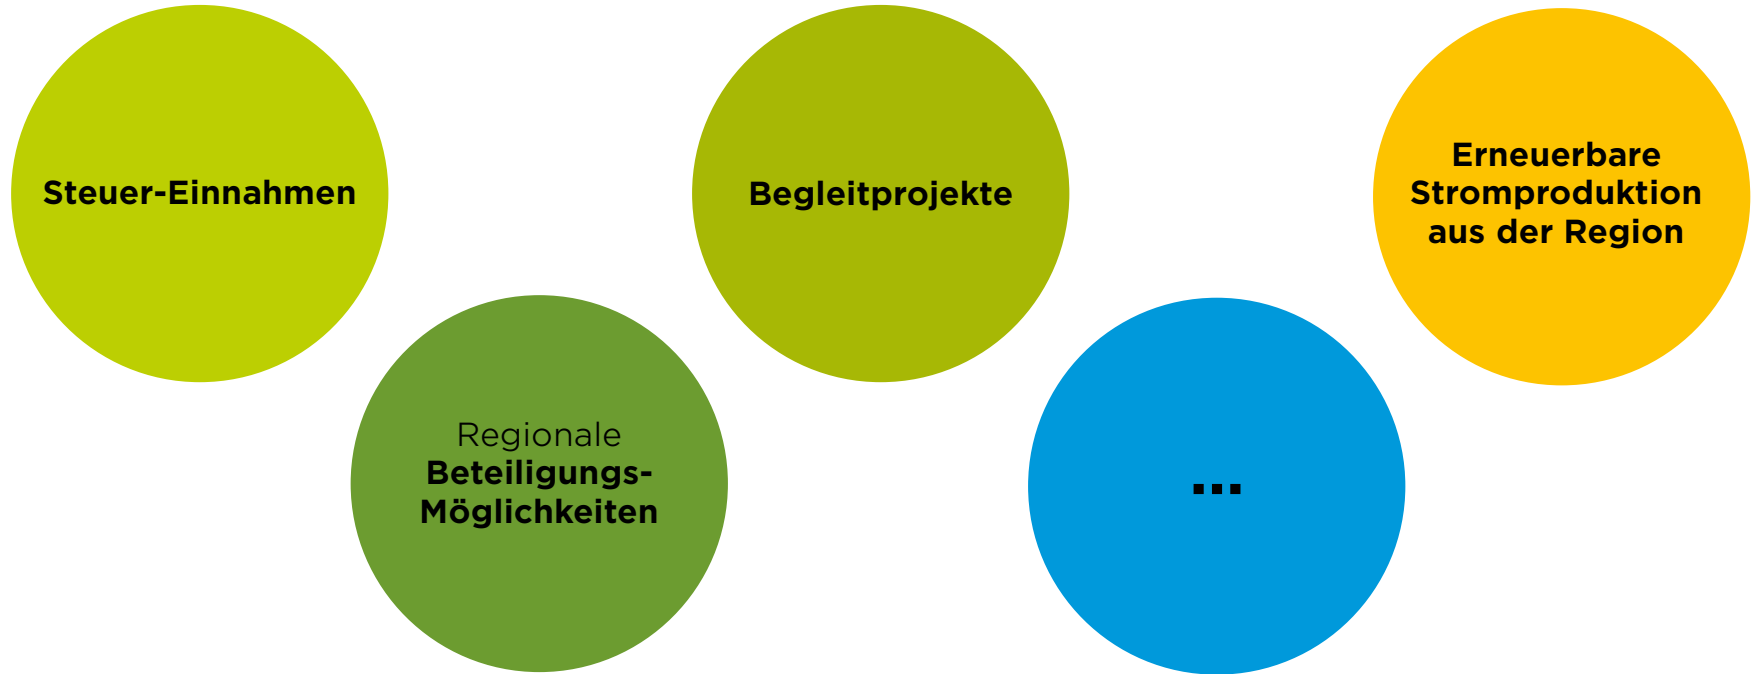 Steuer-Einnahmen
Regionale
Beteiligungs-
Möglichkeiten
Begleitprojekte
...
Erneuerbare
Stromproduktion
aus der Region